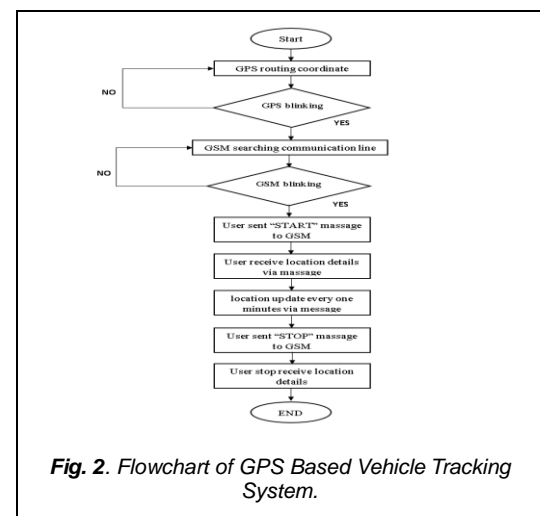 Start
GPS routing coordinate
NO
GPS blinking
YES
GSM searching communication line
NO
GSM blinking
YES
User sent “START” massage
to GSM
User receive location details
via massage
location update every one
minutes via message
User sent “STOP” massage
to GSM
User stop receive location
details
END
Fig. 2. Flowchart of GPS Based Vehicle Tracking
System.